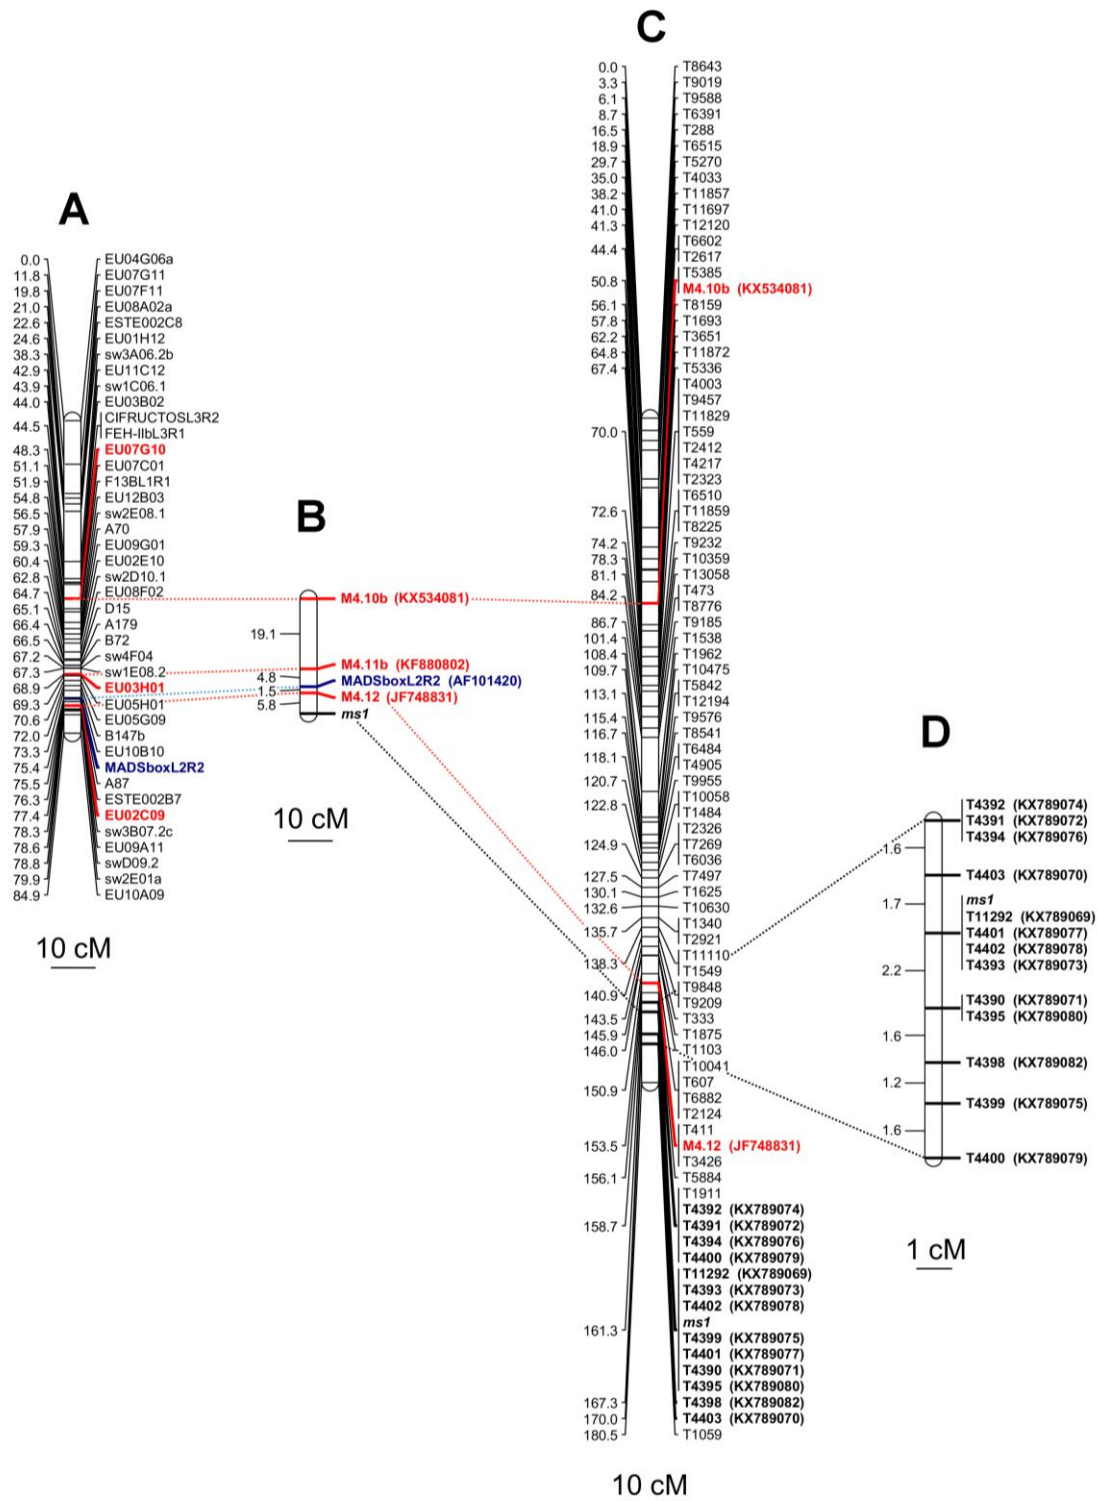 A
0.0 EU04G06a
11.8 EU07G11
19.8 EU07F11
21.0 EU08A02a
22.6 ESTE002C8
24.6 EU01H12
38.3 sw3A06.2b
42.9 EU11C12
43.9 sw1C06.1
44.0 EU03B02
CIFRUCTOSL3R2
44.5
FEH-IIbL3R1
48.3 EU07G10
51.1 EU07C01
51.9 F13BL1R1
54.8 EU12B03
56.5 sw2E08.1
57.9 A70
59.3 EU09G01
60.4 EU02E10
62.8 sw2D10.1
64.7 EU08F02
65.1 D15
66.4 A179
66.5 B72
67.2 sw4F04
67.3 sw1E08.2
68.9 EU03H01
69.3 EU05H01
70.6 EU05G09
72.0 B147b
73.3 EU10B10
75.4 MADSboxL2R2
75.5 A87
76.3 ESTE002B7
77.4 EU02C09
78.3 sw3B07.2c
78.6 EU09A11
78.8 swD09.2
79.9 sw2E01a
84.9 EU10A09
10 cM
B
M4.10b (KX534081)
19.1
M4.11b (KF880802)
4.8
MADSboxL2R2 (AF101420)
1.5
M4.12 (JF748831)
5.8
ms1
10 cM
C
0.0 T8643
3.3 T9019
6.1 T9588
8.7 T6391
16.5 T288
18.9 T6515
29.7 T5270
35.0 T4033
38.2 T11857
41.0 T11697
41.3 T12120
T6602
44.4
T2617
T5385
50.8
M4.10b (KX534081)
56.1 T8159
57.8 T1693
62.2 T3651
64.8 T11872
67.4 T5336
T4003
T9457
T11829
70.0 T559
T2412
T4217
T2323
T6510
72.6 T11859
T8225
74.2 T9232
78.3 T10359
81.1 T13058
T473
84.2
T8776
86.7 T9185
101.4 T1538
108.4 T1962
109.7 T10475
T5842
113.1
T12194
115.4 T9576
116.7 T8541
T6484
118.1
T4905
120.7 T9955
T10058
122.8
T1484
T2326
124.9 T7269
T6036
127.5 T7497
130.1 T1625
132.6 T10630
T1340
135.7
T2921
T11110
138.3
T1549
T9848
140.9
T9209
143.5 T333
145.9 T1875
146.0 T1103
T10041
T607
150.9
T6882
T2124
T411
153.5 M4.12 (JF748831)
T3426
156.1 T5884
T1911
T4392 (KX789074)
158.7 T4391 (KX789072)
T4394 (KX789076)
T4400 (KX789079)
T11292 (KX789069)
T4393 (KX789073)
T4402 (KX789078)
ms1
161.3
T4399 (KX789075)
T4401 (KX789077)
T4390 (KX789071)
T4395 (KX789080)
167.3 T4398 (KX789082)
170.0 T4403 (KX789070)
180.5 T1059
10 cM
D
T4392 (KX789074)
T4391 (KX789072)
T4394 (KX789076)
1.6
T4403 (KX789070)
ms1
1.7
T11292 (KX789069)
T4401 (KX789077)
T4402 (KX789078)
T4393 (KX789073)
2.2
T4390 (KX789071)
T4395 (KX789080)
1.6
T4398 (KX789082)
1.2
T4399 (KX789075)
1.6
T4400 (KX789079)
1 cM